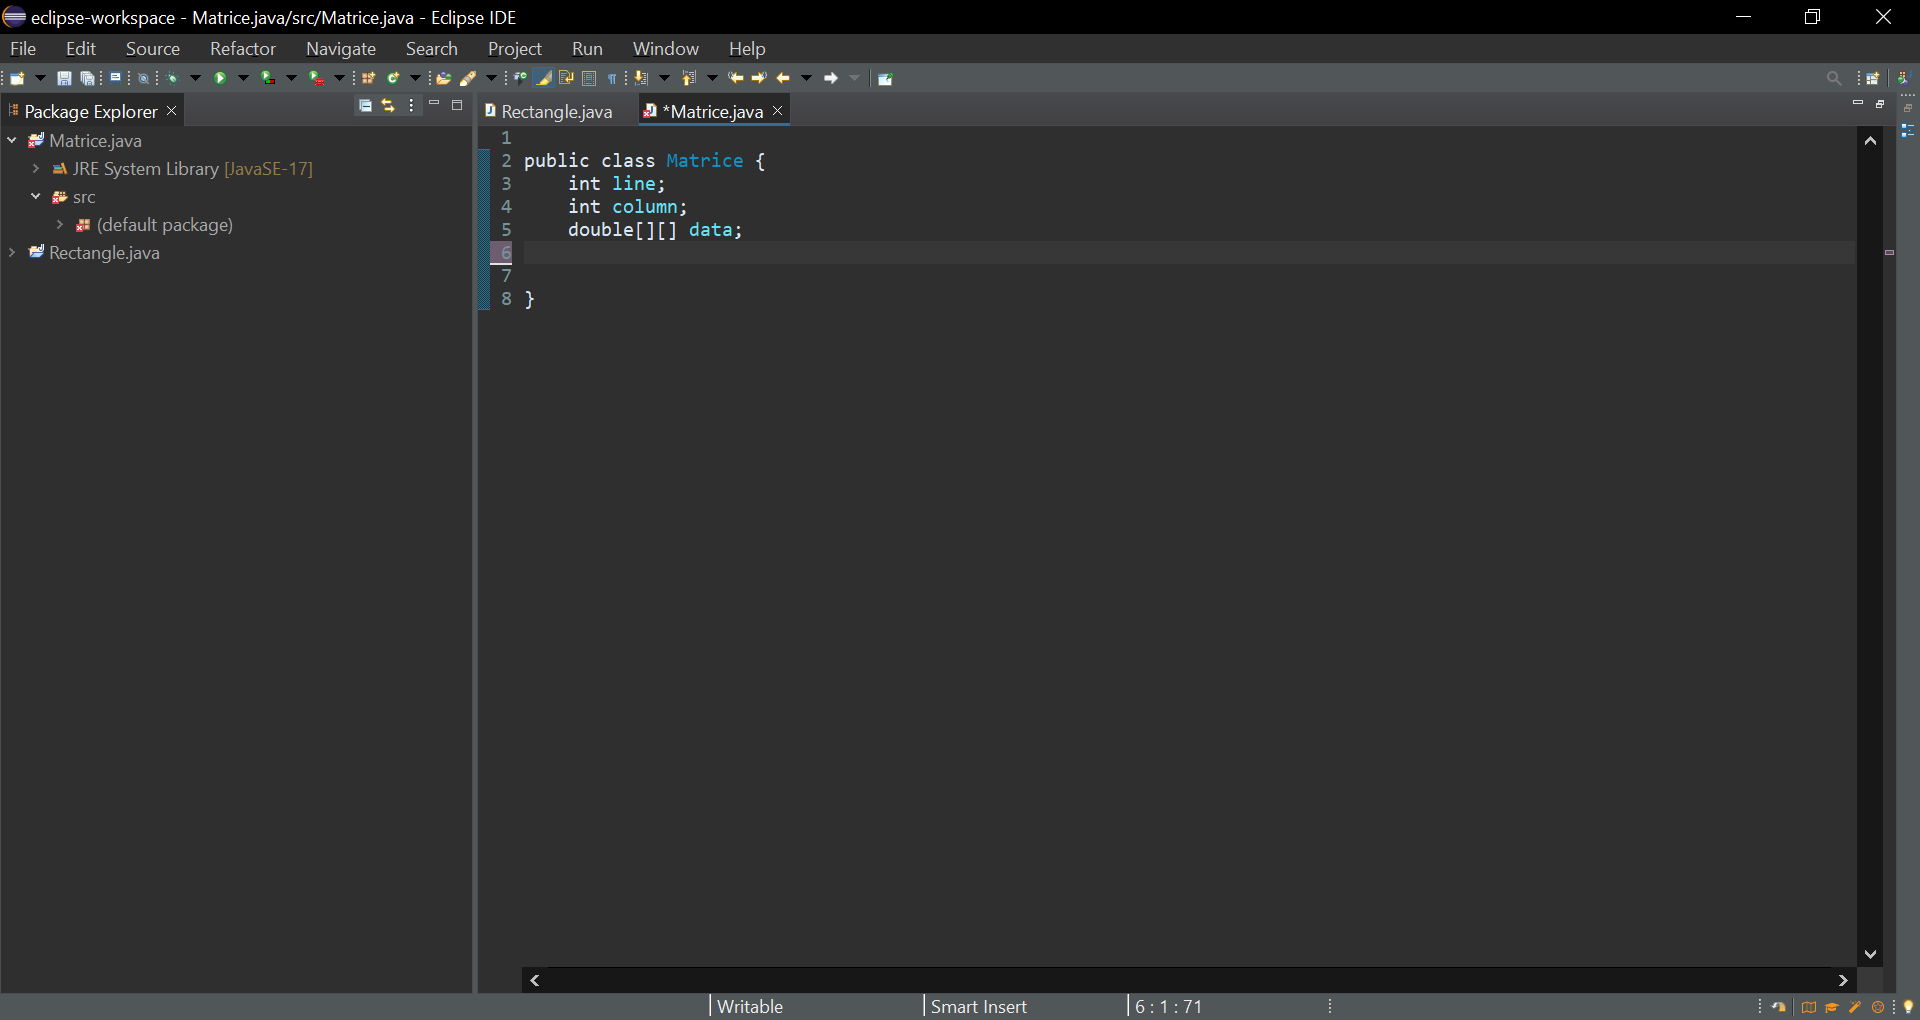 eclipse-workspace - Matrice.java/src/Matrice.java - Eclipse IDE
File Edit Source Refactor Navigate Search Project Run Window Help
Package Explorer
Rectangle.java *Matrice.java
Matrice.java
JRE System Library [JavaSE-17]
src
(default package)
Rectangle.java
1
2 public class Matrice {
3 int line;
4 int column;
5 double[][] data;
6
7
8 }
Writable Smart Insert 6 : 1 : 71